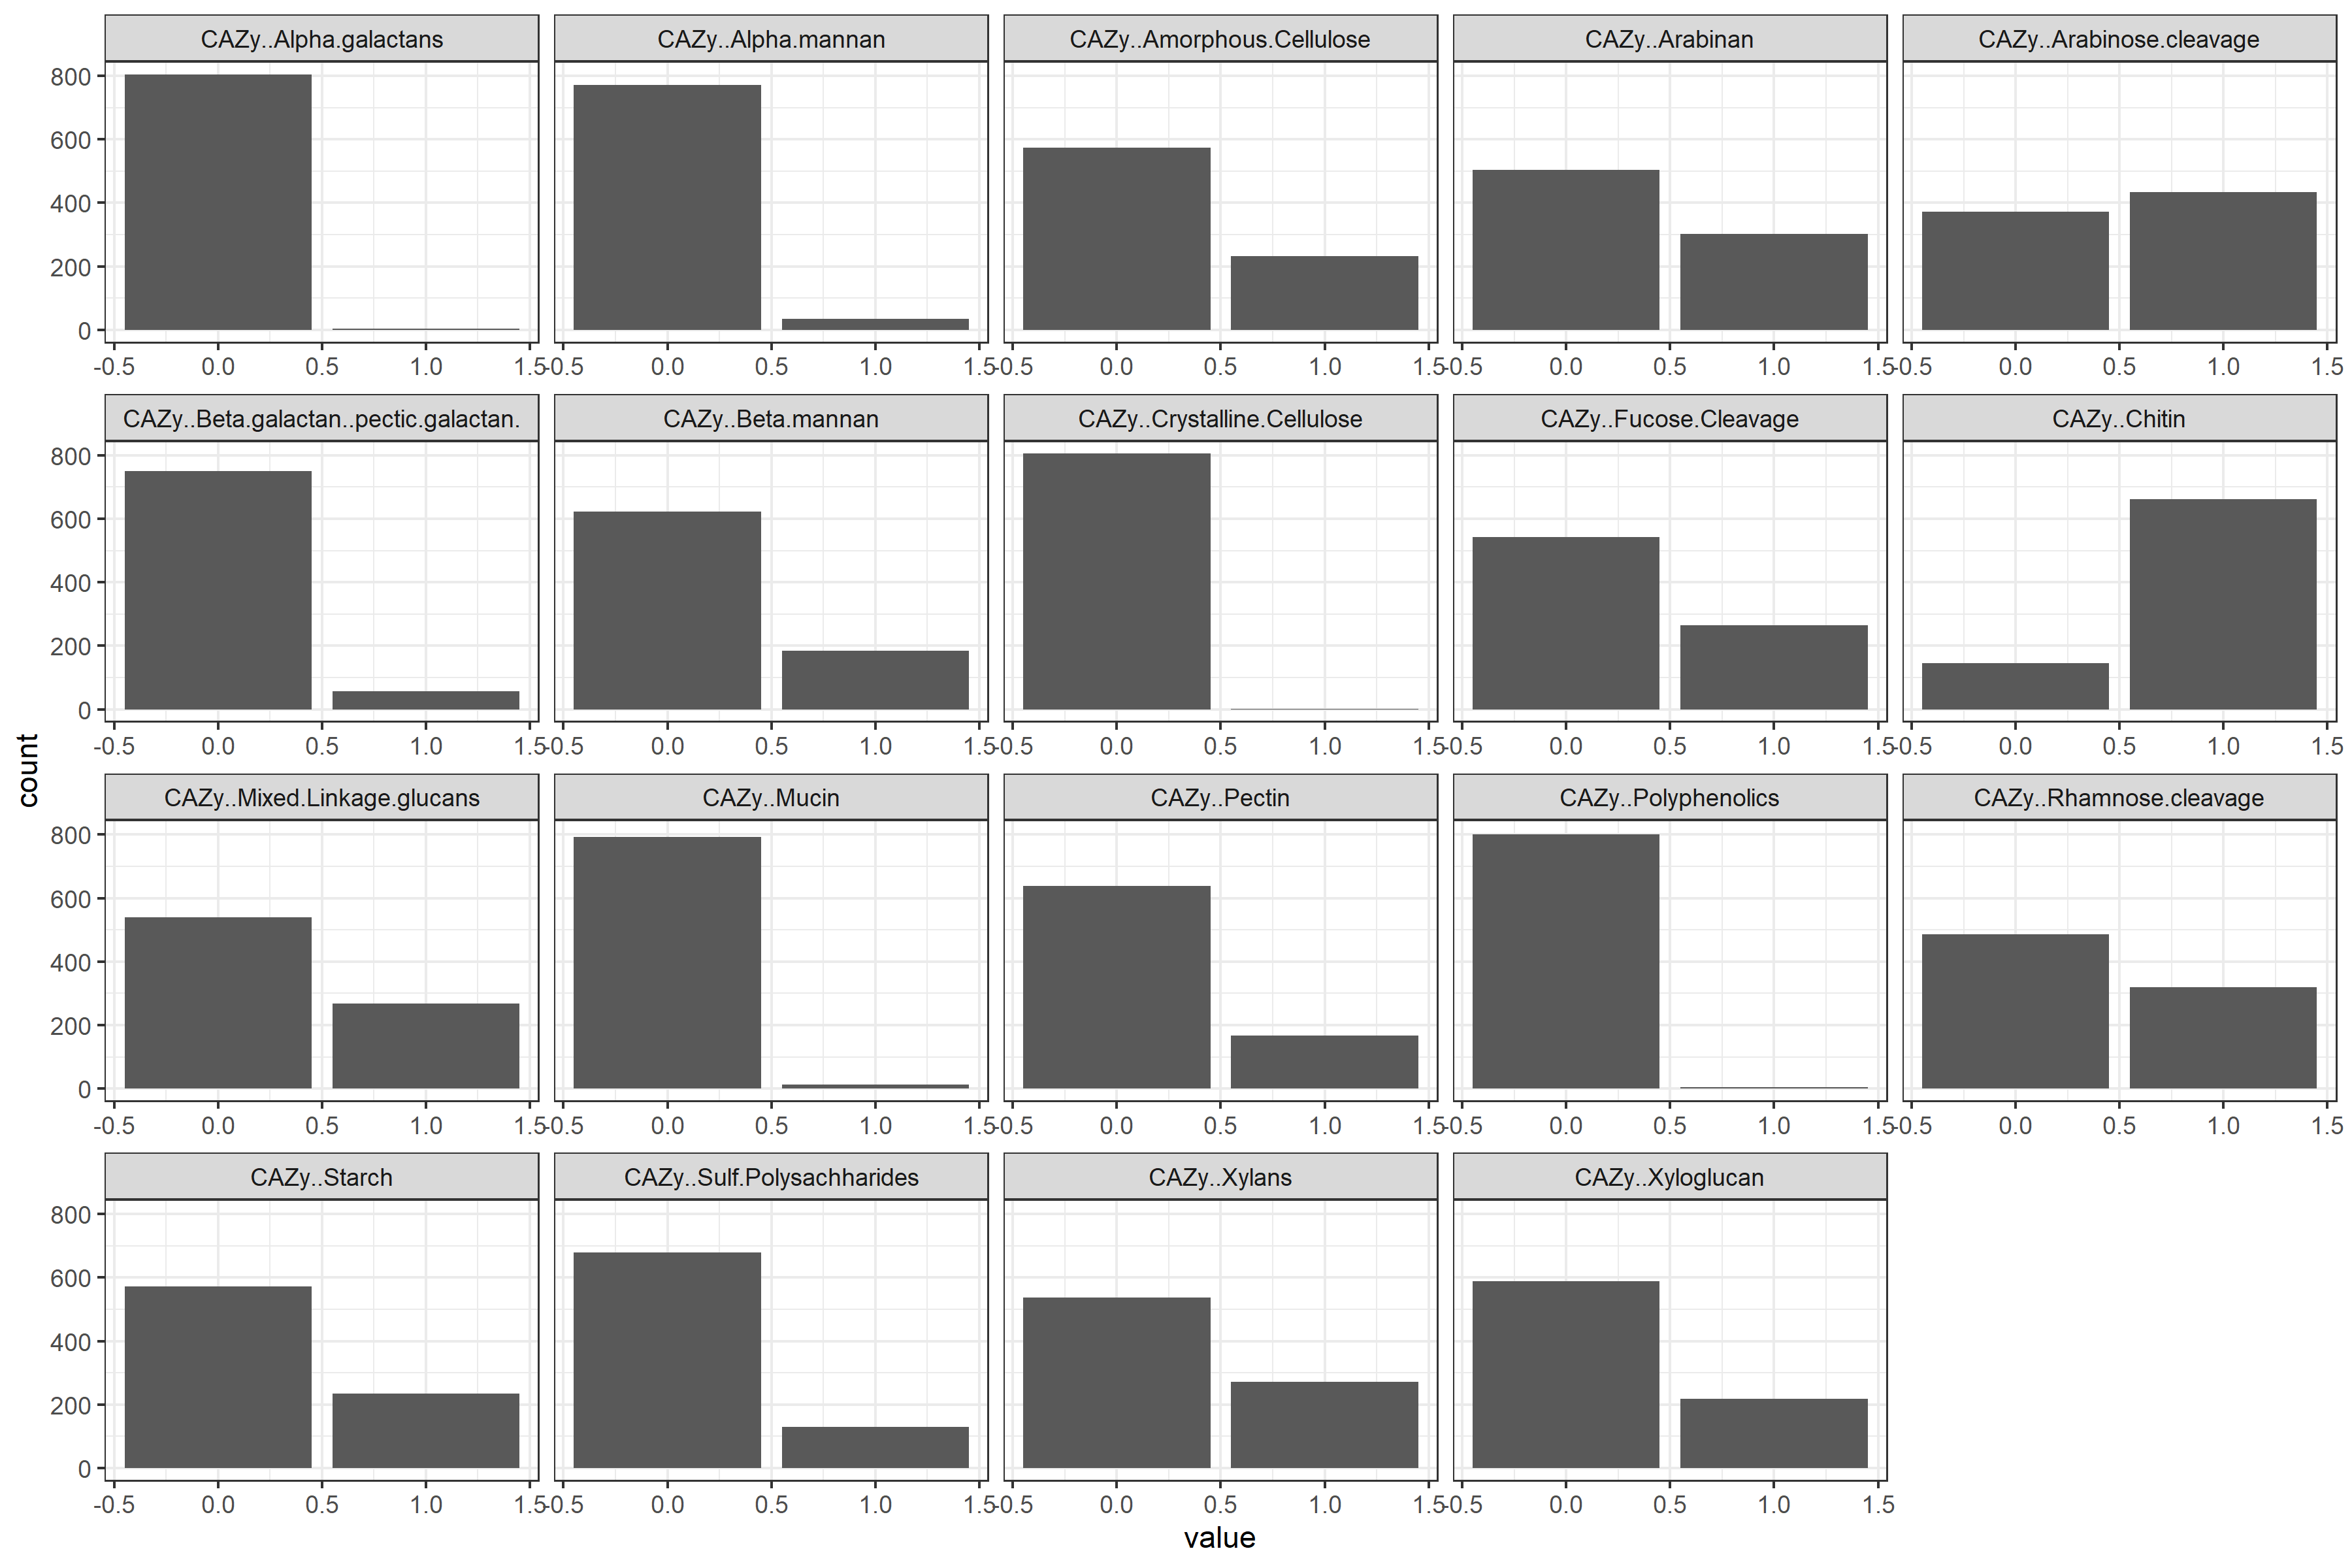 CAZy..Alpha.galactans CAZy..Alpha.mannan CAZy..Amorphous.Cellulose CAZy..Arabinan CAZy..Arabinose.cleavage
800
600
400
200
0
-0.5 0.0 0.5 1.0 1.5 -0.5 0.0 0.5 1.0 1.5 -0.5 0.0 0.5 1.0 1.5 -0.5 0.0 0.5 1.0 1.5 -0.5 0.0 0.5 1.0 1.5
CAZy..Beta.galactan..pectic.galactan. CAZy..Beta.mannan CAZy..Crystalline.Cellulose CAZy..Fucose.Cleavage CAZy..Chitin
800
600
400
200
0
-0.5 0.0 0.5 1.0 1.5 -0.5 0.0 0.5 1.0 1.5 -0.5 0.0 0.5 1.0 1.5 -0.5 0.0 0.5 1.0 1.5 -0.5 0.0 0.5 1.0 1.5
count
CAZy..Mixed.Linkage.glucans CAZy..Mucin CAZy..Pectin CAZy..Polyphenolics CAZy..Rhamnose.cleavage
800
600
400
200
0
-0.5 0.0 0.5 1.0 1.5 -0.5 0.0 0.5 1.0 1.5 -0.5 0.0 0.5 1.0 1.5 -0.5 0.0 0.5 1.0 1.5 -0.5 0.0 0.5 1.0 1.5
CAZy..Starch CAZy..Sulf.Polysachharides CAZy..Xylans CAZy..Xyloglucan
800
600
400
200
0
-0.5 0.0 0.5 1.0 1.5 -0.5 0.0 0.5 1.0 1.5 -0.5 0.0 0.5 1.0 1.5 -0.5 0.0 0.5 1.0 1.5
value